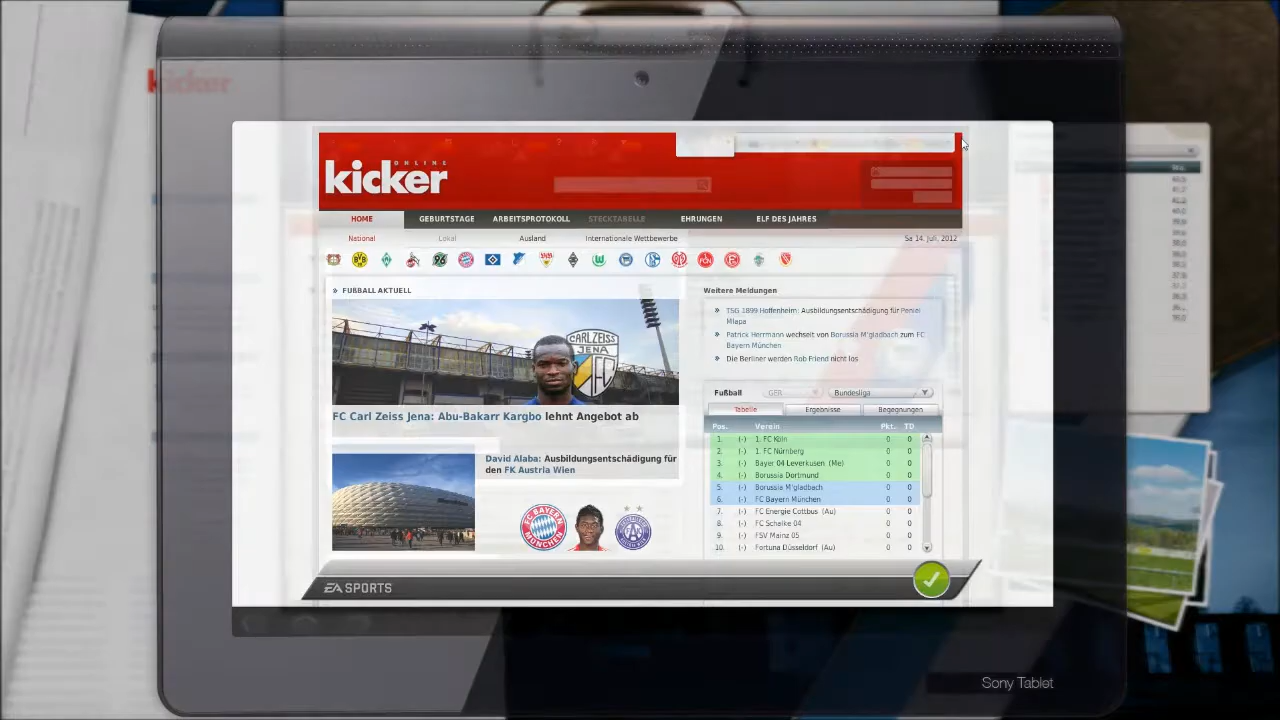 kicker
ONLINE
kicker
HOME GEBURTSTAGE ARBEITSPROTOKOLL STECKTABELLE EHRUNGEN ELF DES JAHRES
National Lokal Ausland Internationale Wettbewerbe Sa 14. Juli, 2012
» FUßBALL AKTUELL
CARL ZEISS
JENA
FC
FC Carl Zeiss Jena: Abu-Bakarr Kargbo lehnt Angebot ab
David Alaba: Ausbildungsentschädigung für
den FK Austria Wien
FC BAYERN
MÜNCHEN
Weitere Meldungen
» TSG 1899 Hoffenheim: Ausbildungsentschädigung für Peniel
Mlapa
» Patrick Herrmann wechselt von Borussia M'gladbach zum FC
Bayern München
» Die Berliner werden Rob Friend nicht los
Fußball GER Bundesliga
Tabelle Ergebnisse Begegnungen
Pos. Verein Pkt. TD
1. (-) 1. FC Köln 0 0
2. (-) 1. FC Nürnberg 0 0
3. (-) Bayer 04 Leverkusen (Me) 0 0
4. (-) Borussia Dortmund 0 0
5. (-) Borussia M'gladbach 0 0
6. (-) FC Bayern München 0 0
7. (-) FC Energie Cottbus (Au) 0 0
8. (-) FC Schalke 04 0 0
9. (-) FSV Mainz 05 0 0
10. (-) Fortuna Düsseldorf (Au) 0 0
EA SPORTS
Sony Tablet